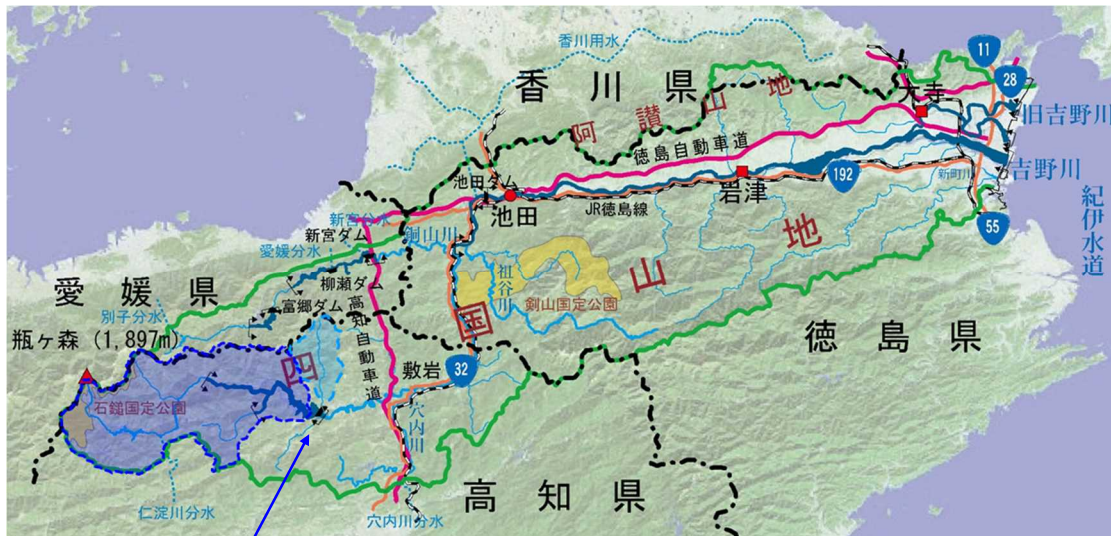 香川用水
11
28
香川県
大寺
旧吉野川
阿讃山地
徳島自動車道
吉野川
192
岩津
新町川
池田ダム
池田
JR徳島線
紀伊水道
新宮分水
新宮ダム
銅山川
55
愛媛分水
四国山地
愛媛県
柳瀬ダム
祖谷川
剣山国定公園
富郷ダム
別子分水
高知自動車道
徳島県
瓶ヶ森(1,897m)
敷岩
32
石鎚国定公園
穴内川
高知県
仁淀川分水
穴内川分水